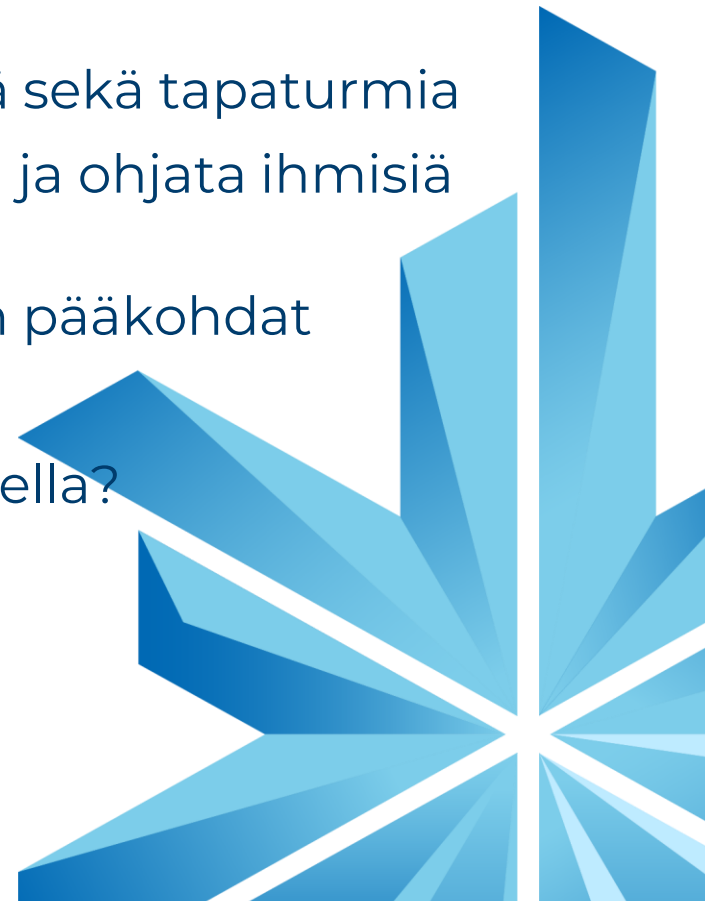 ä sekä tapaturmia
ja ohjata ihmisiä
n pääkohdat
ella?